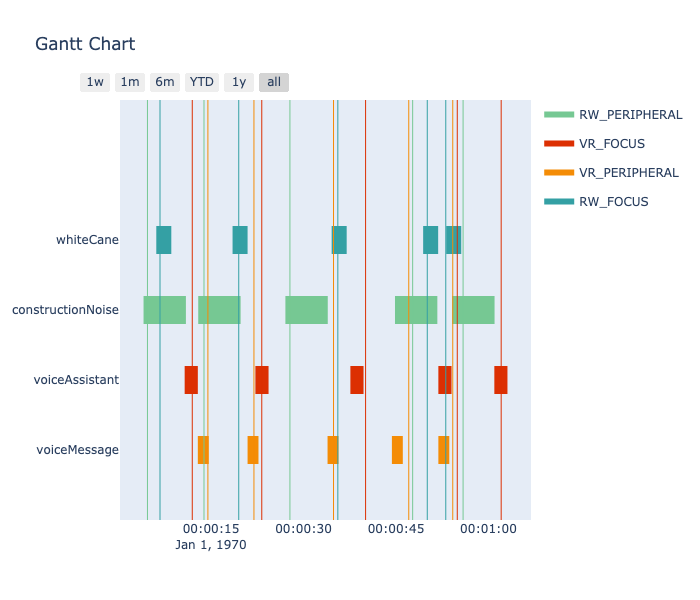 Gantt Chart
1w 1m 6m YTD 1y all
RW_PERIPHERAL
VR_FOCUS
VR_PERIPHERAL
RW_FOCUS
whiteCane
constructionNoise
voiceAssistant
voiceMessage
00:00:15 00:00:30 00:00:45 00:01:00
Jan 1, 1970